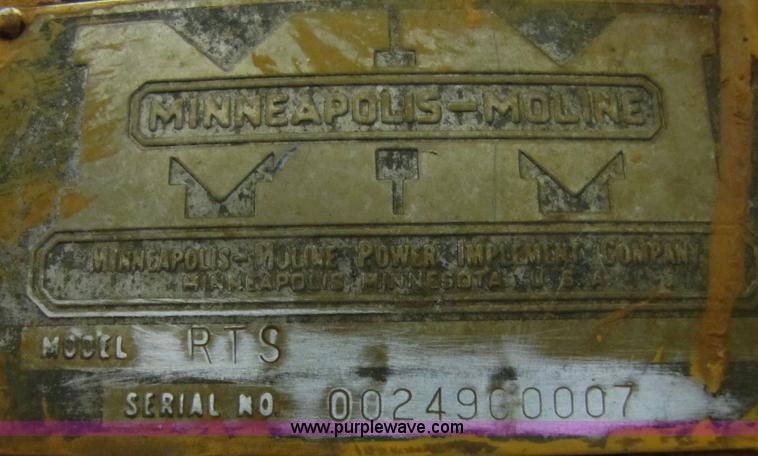 MINNEAPOLIS-MOLINE
MINNEAPOLIS-MOLINE POWER IMPLEMENT COMPANY
MINNEAPOLIS, MINNESOTA, U.S.A.
MODEL RTS
SERIAL NO. 0024900007
www.purplewave.com